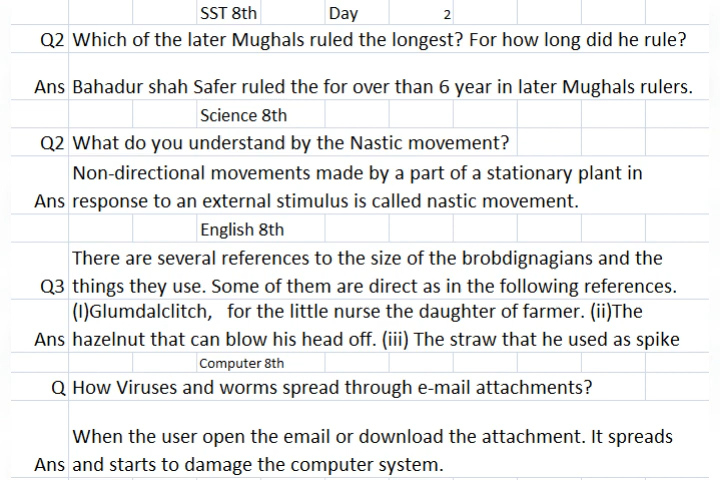 SST 8th Day 2
Q2 Which of the later Mughals ruled the longest? For how long did he rule?
Ans Bahadur shah Safer ruled the for over than 6 year in later Mughals rulers.
Science 8th
Q2 What do you understand by the Nastic movement?
Non-directional movements made by a part of a stationary plant in
Ans response to an external stimulus is called nastic movement.
English 8th
There are several references to the size of the brobdignagians and the
Q3 things they use. Some of them are direct as in the following references.
(I)Glumdalclitch, for the little nurse the daughter of farmer. (ii)The
Ans hazelnut that can blow his head off. (iii) The straw that he used as spike
Computer 8th
Q How Viruses and worms spread through e-mail attachments?
When the user open the email or download the attachment. It spreads
Ans and starts to damage the computer system.